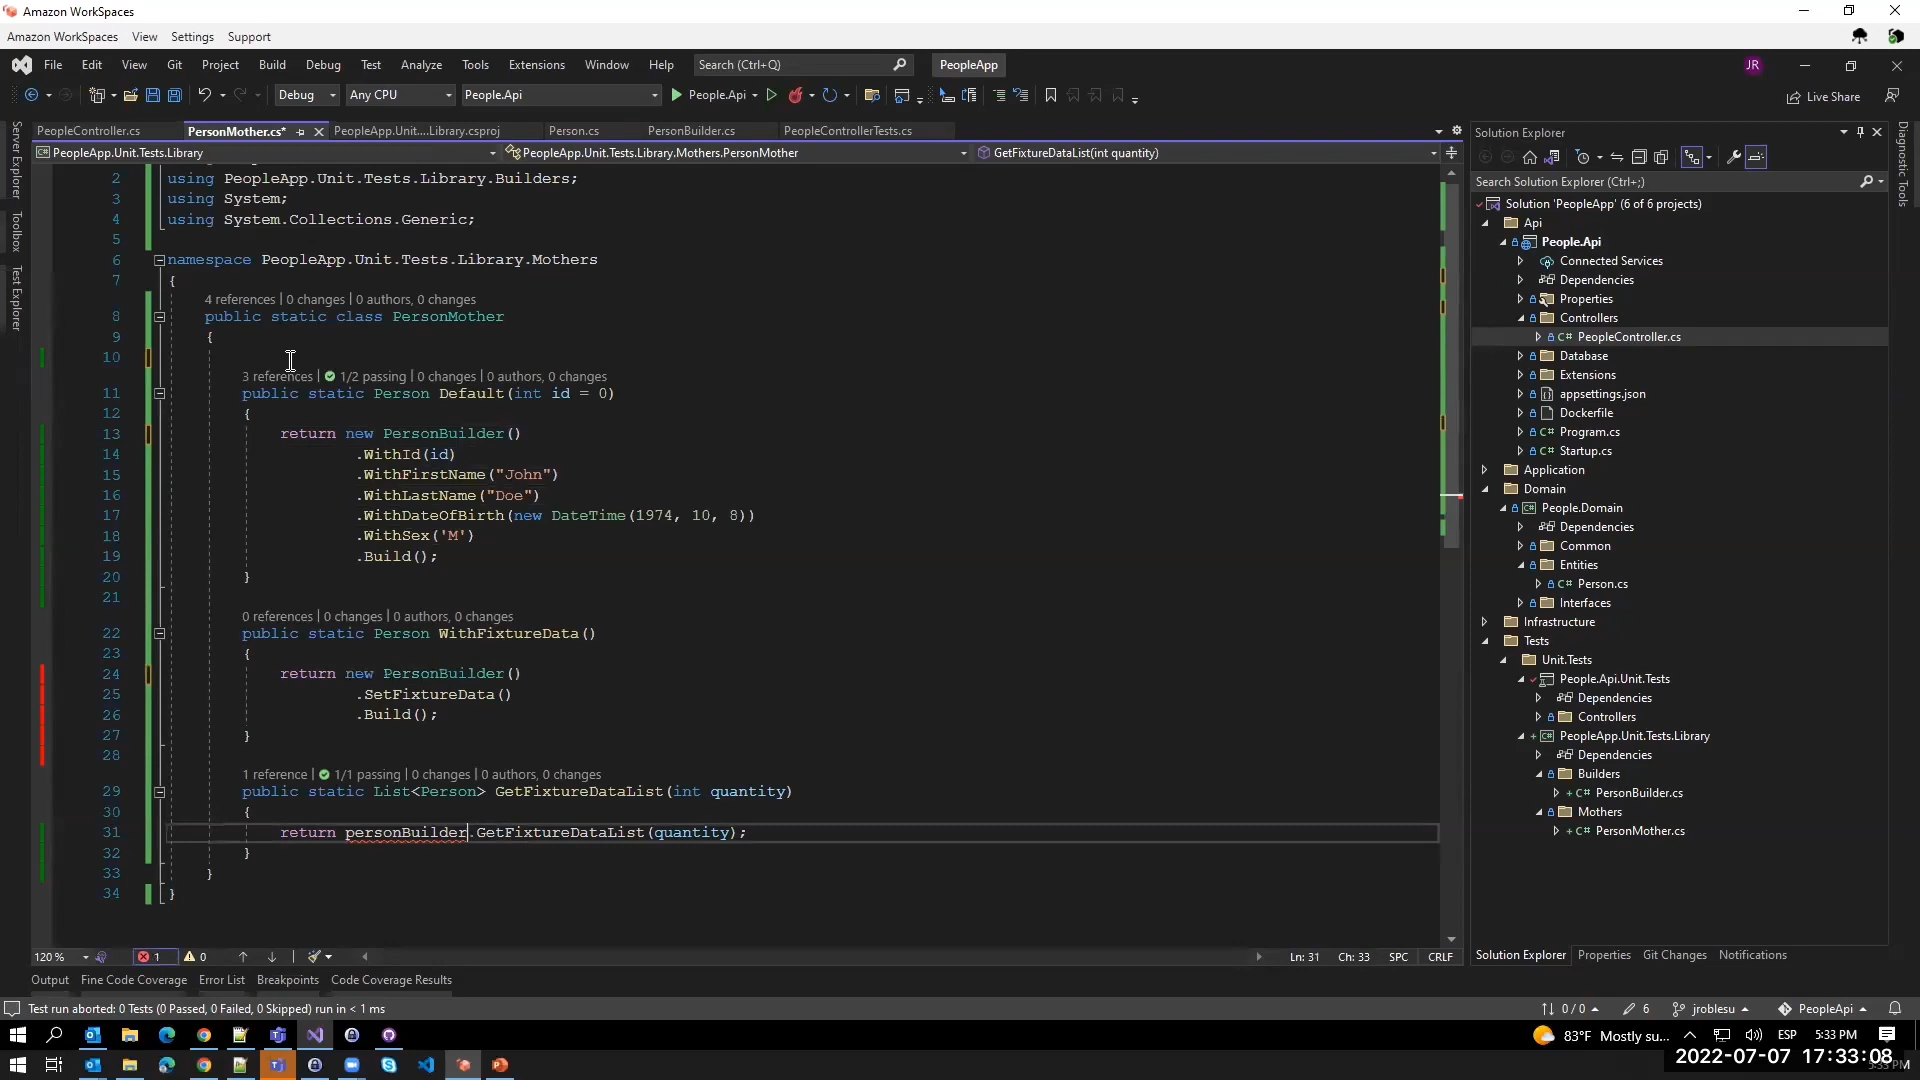 Amazon WorkSpaces
Amazon WorkSpaces View Settings Support
File Edit View Git Project Build Debug Test Analyze Tools Extensions Window Help Search (Ctrl+Q) PeopleApp JR
Debug Any CPU People.Api People.Api Live Share
PeopleController.cs PersonMother.cs* PeopleApp.Unit....Library.csproj Person.cs PersonBuilder.cs PeopleControllerTests.cs
PeopleApp.Unit.Tests.Library PeopleApp.Unit.Tests.Library.Mothers.PersonMother GetFixtureDataList(int quantity)
Server Explorer
Toolbox
Test Explorer
2 using PeopleApp.Unit.Tests.Library.Builders;
3 using System;
4 using System.Collections.Generic;
5
6 namespace PeopleApp.Unit.Tests.Library.Mothers
7 {
4 references | 0 changes | 0 authors, 0 changes
8 public static class PersonMother
9 {
10
3 references | 1/2 passing | 0 changes | 0 authors, 0 changes
11 public static Person Default(int id = 0)
12 {
13 return new PersonBuilder()
14 .WithId(id)
15 .WithFirstName("John")
16 .WithLastName("Doe")
17 .WithDateOfBirth(new DateTime(1974, 10, 8))
18 .WithSex('M')
19 .Build();
20 }
21
0 references | 0 changes | 0 authors, 0 changes
22 public static Person WithFixtureData()
23 {
24 return new PersonBuilder()
25 .SetFixtureData()
26 .Build();
27 }
28
1 reference | 1/1 passing | 0 changes | 0 authors, 0 changes
29 public static List<Person> GetFixtureDataList(int quantity)
30 {
31 return personBuilder.GetFixtureDataList(quantity);
32 }
33 }
34 }
120 % 1 0 Ln: 31 Ch: 33 SPC CRLF
Output Fine Code Coverage Error List Breakpoints Code Coverage Results
Solution Explorer
Search Solution Explorer (Ctrl+;)
Solution 'PeopleApp' (6 of 6 projects)
Api
People.Api
Connected Services
Dependencies
Properties
Controllers
C# PeopleController.cs
Database
Extensions
appsettings.json
Dockerfile
C# Program.cs
C# Startup.cs
Application
Domain
People.Domain
Dependencies
Common
Entities
C# Person.cs
Interfaces
Infrastructure
Tests
Unit.Tests
People.Api.Unit.Tests
Dependencies
Controllers
PeopleApp.Unit.Tests.Library
Dependencies
Builders
C# PersonBuilder.cs
Mothers
C# PersonMother.cs
Solution Explorer Properties Git Changes Notifications
Diagnostic Tools
Test run aborted: 0 Tests (0 Passed, 0 Failed, 0 Skipped) run in < 1 ms 0 / 0 6 jroblesu PeopleApi
83°F Mostly su... ESP 5:33 PM
2022-07-07 17:33:08